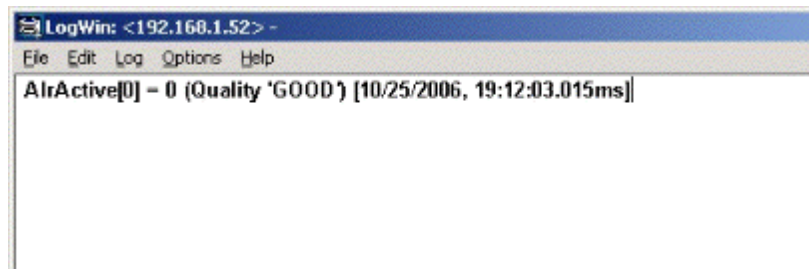 LogWin: <192.168.1.52> -
File Edit Log Options Help
AlrActive[0] = 0 (Quality 'GOOD') [10/25/2006, 19:12:03.015ms]